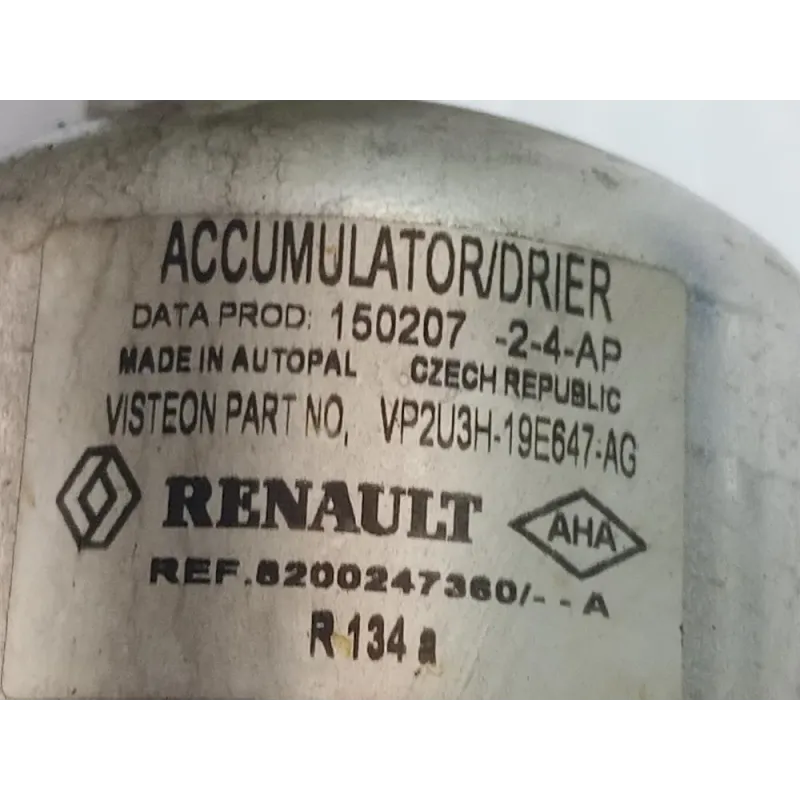 ACCUMULATOR/DRIER
DATA PROD: 150207 -2-4-AP
MADE IN AUTOPAL CZECH REPUBLIC
VISTEON PART NO, VP2U3H-19E647-AG
RENAULT AHA
REF.8200247360/- - A
R 134 a